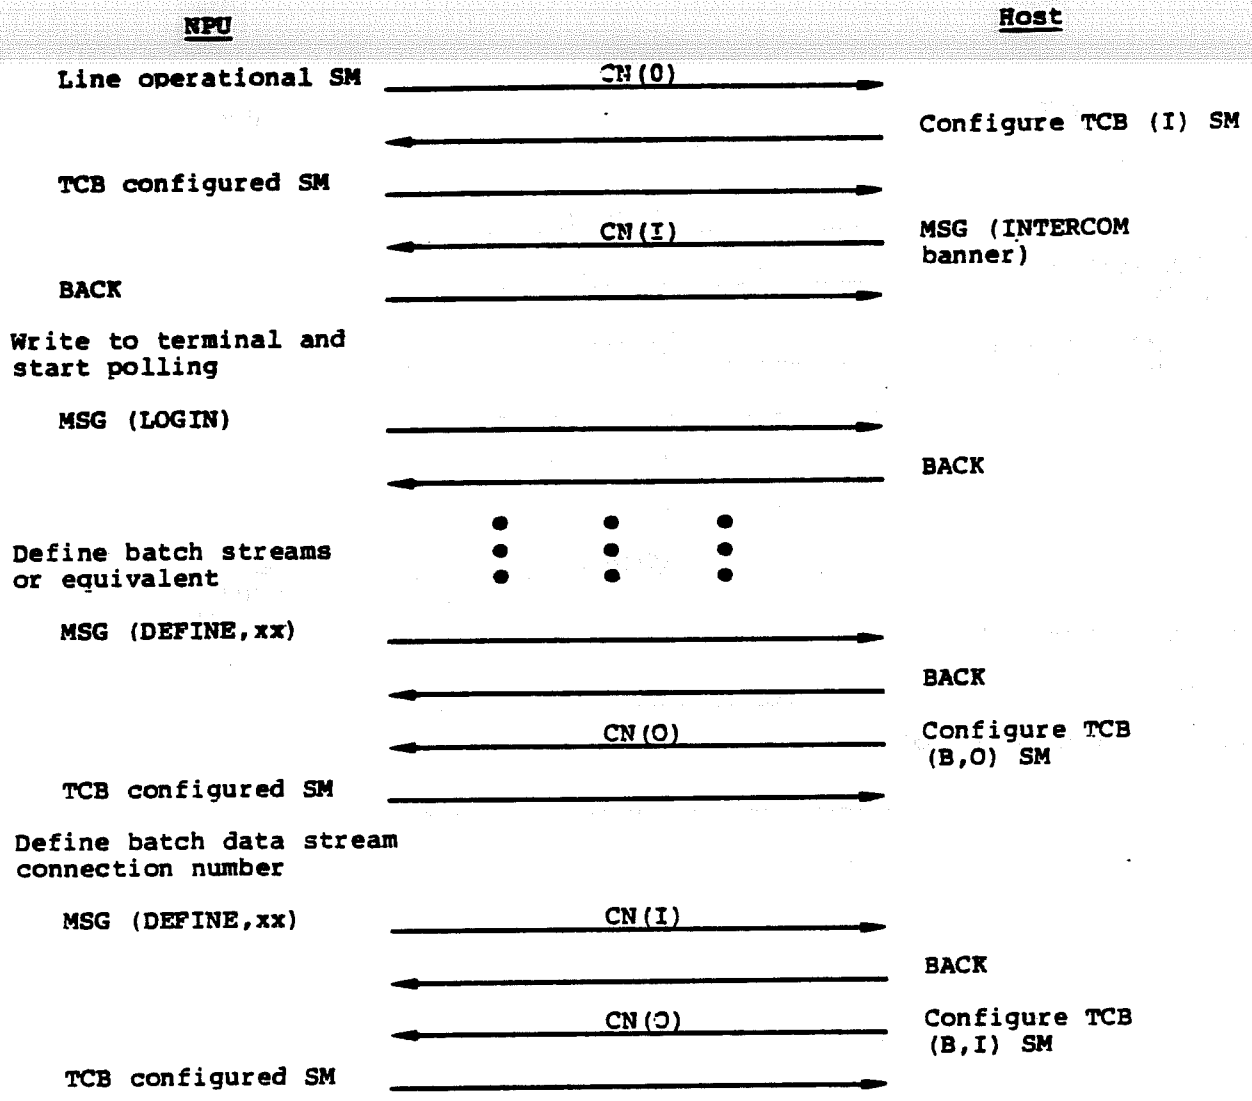 NPU Host
Line operational SM CN(0)
Configure TCB (I) SM
TCB configured SM
CN(I) MSG (INTERCOM
banner)
BACK
Write to terminal and
start polling
MSG (LOGIN)
BACK
Define batch streams
or equivalent
MSG (DEFINE,xx)
BACK
CN(O) Configure TCB
(B,O) SM
TCB configured SM
Define batch data stream
connection number
MSG (DEFINE,xx) CN(I)
BACK
CN(O) Configure TCB
(B,I) SM
TCB configured SM